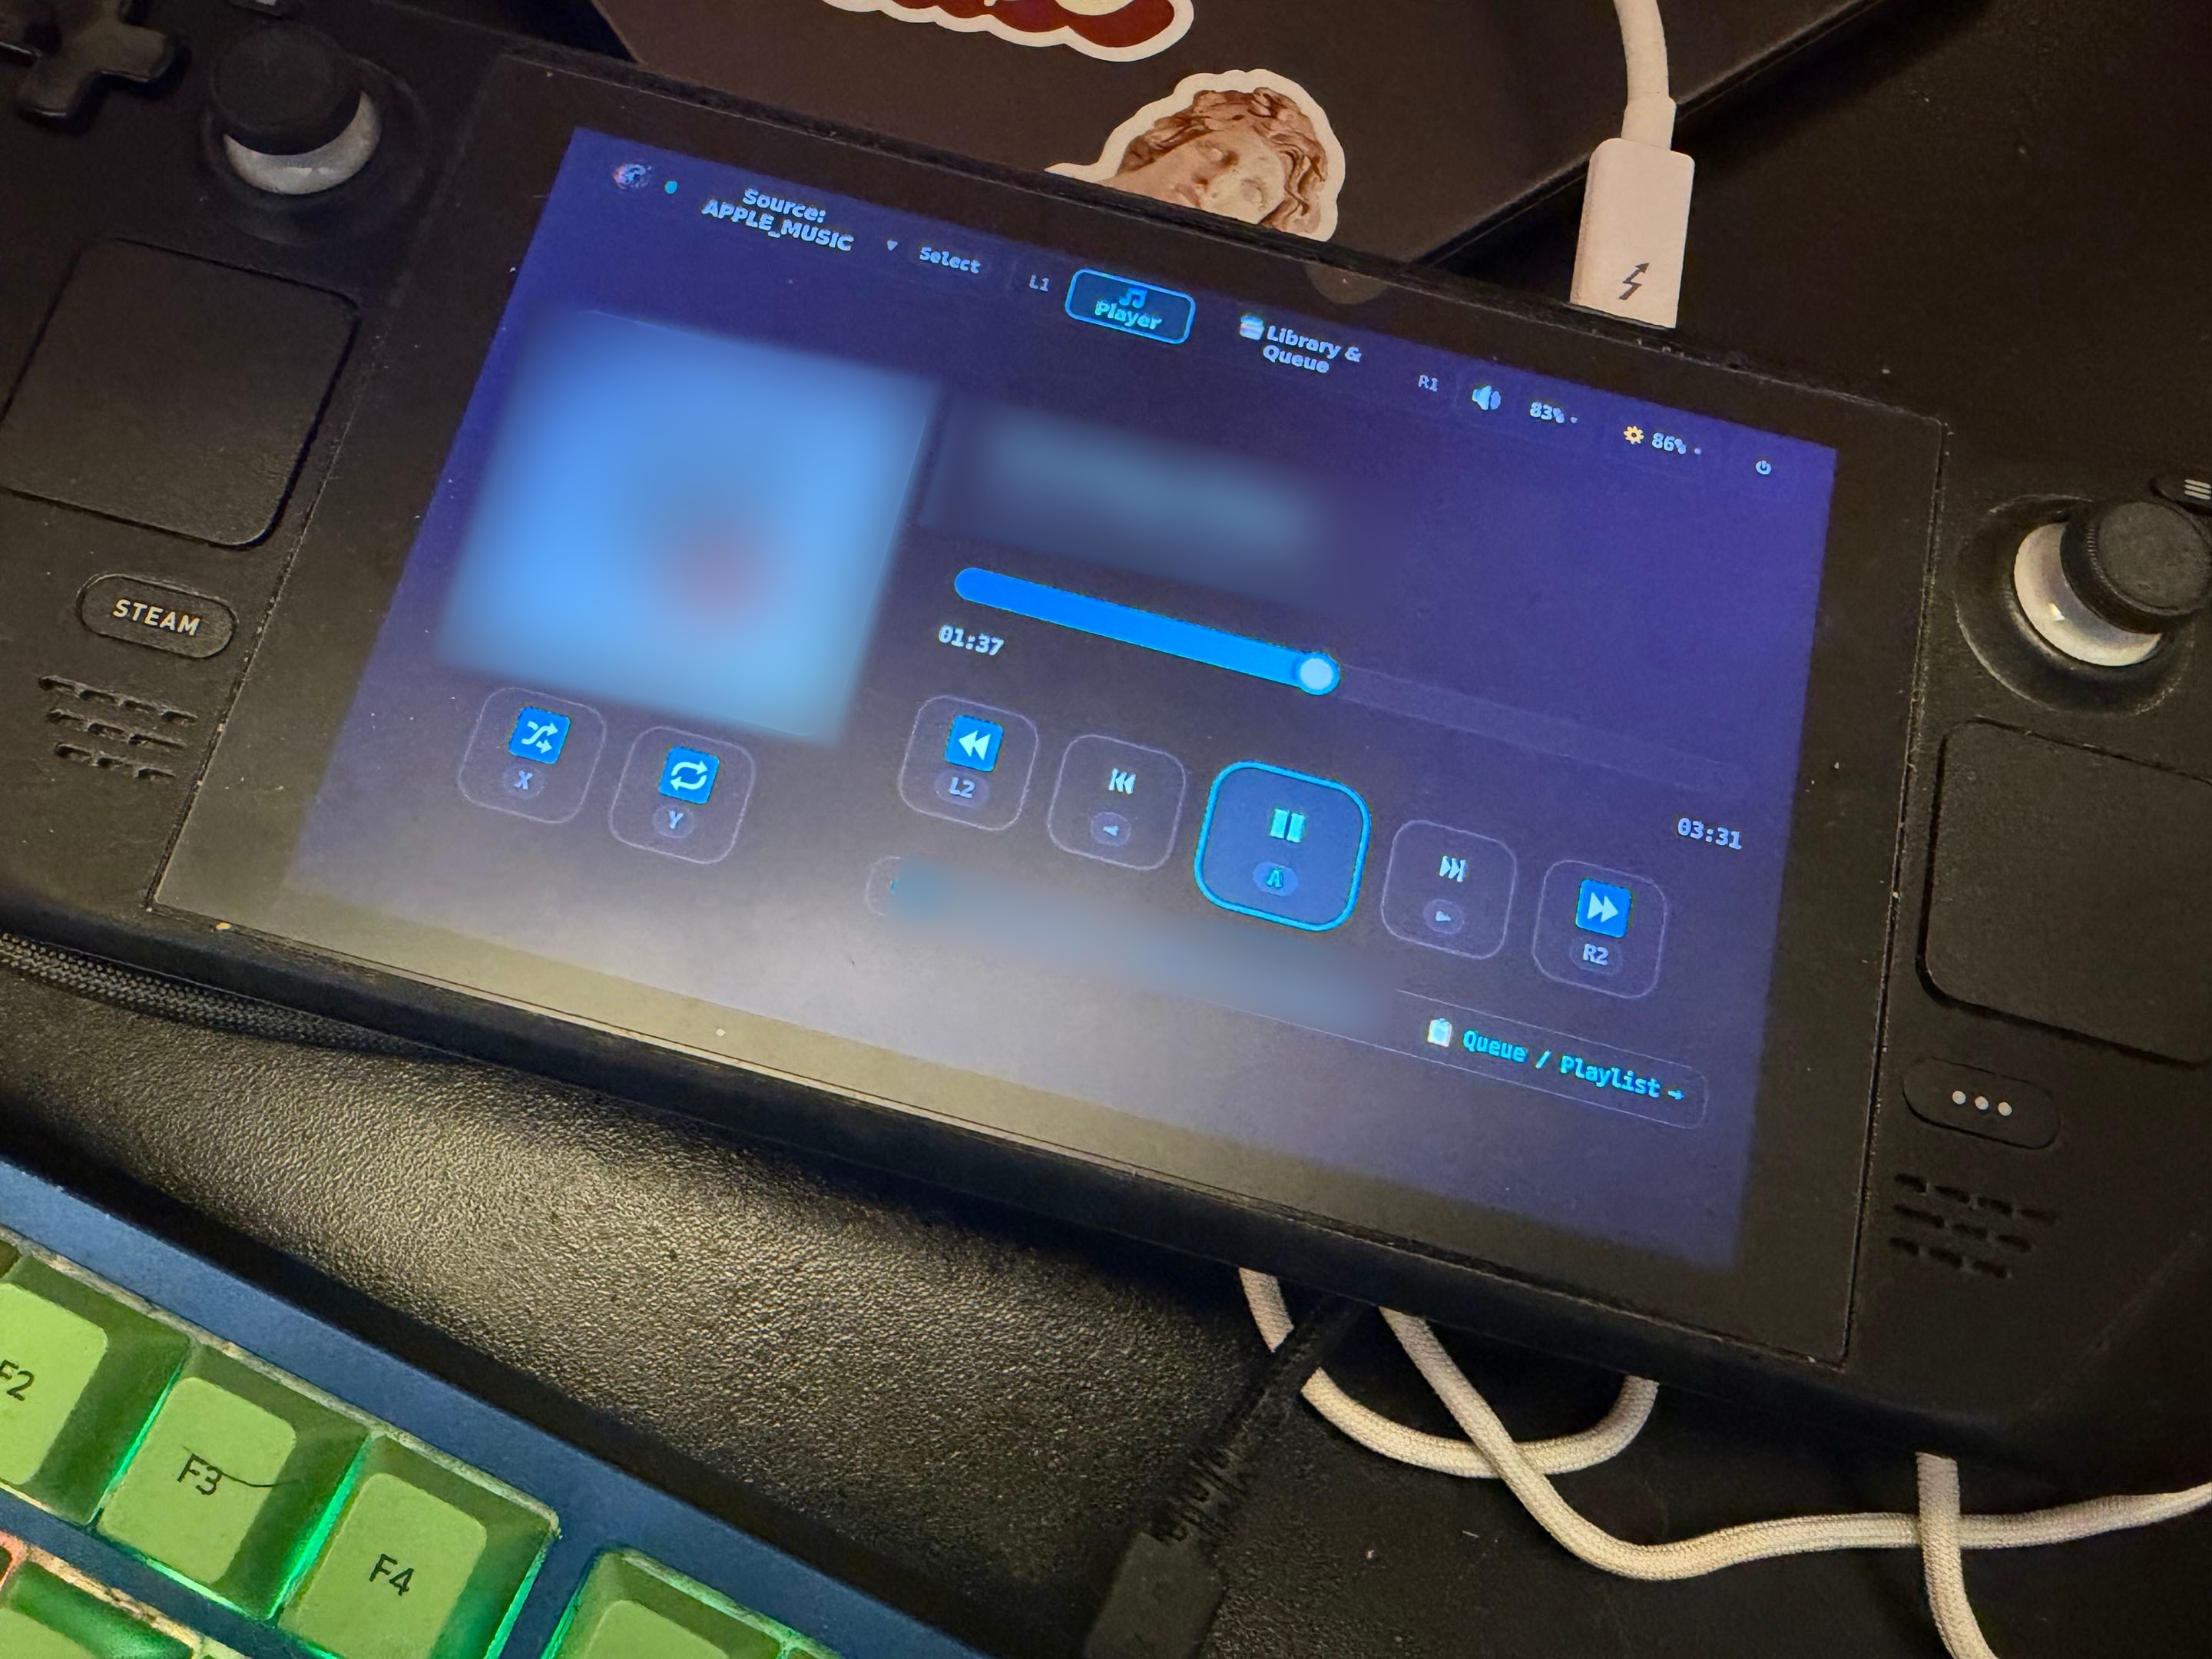 Source:
APPLE_MUSIC
Select
L1
Player
Library &
Queue
R1
83%
86%
01:37
03:31
X
Y
L2
A
R2
Queue / Playlist →
STEAM
F2
F3
F4